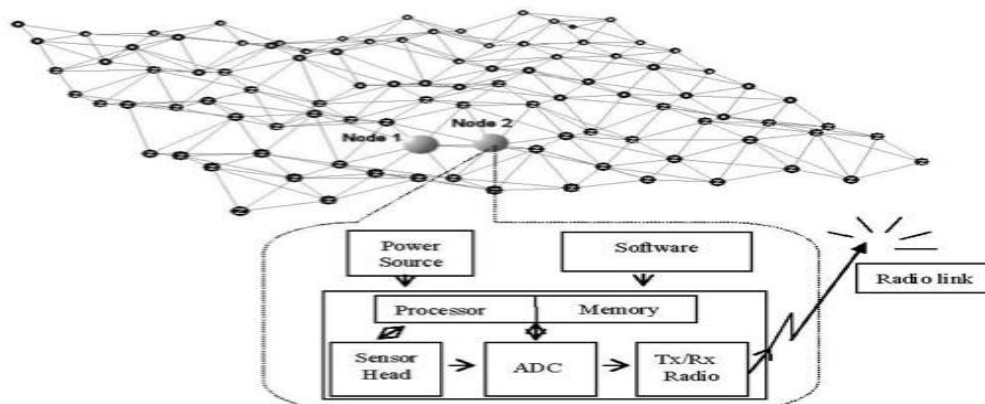 Node 1
Node 2
Power
Source
Software
Radio link
Processor
Memory
Sensor
Head
ADC
Tx/Rx
Radio